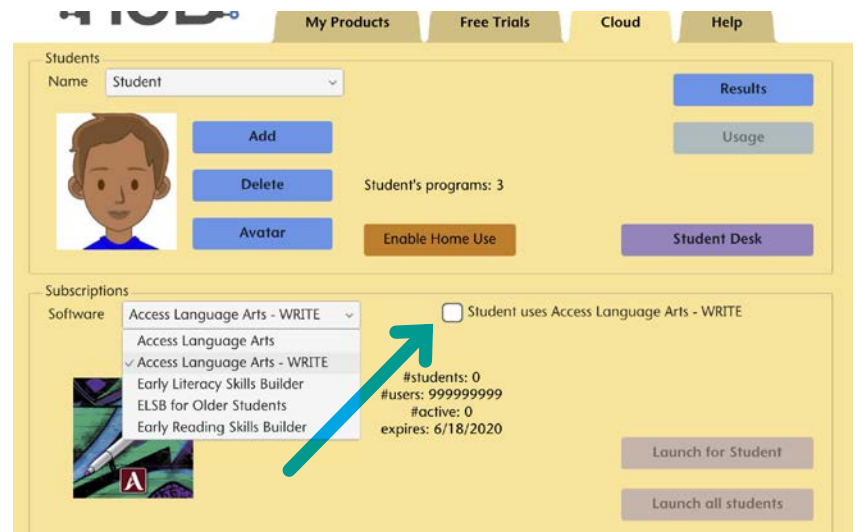 My Products Free Trials Cloud Help
Students
Name Student
Results
Add
Usage
Delete
Student's programs: 3
Avatar
Enable Home Use
Student Desk
Subscriptions
Software Access Language Arts - WRITE
Student uses Access Language Arts - WRITE
Access Language Arts
Access Language Arts - WRITE
Early Literacy Skills Builder
ELSB for Older Students
Early Reading Skills Builder
#students: 0
#users: 999999999
#active: 0
expires: 6/18/2020
Launch for Student
Launch all students
A